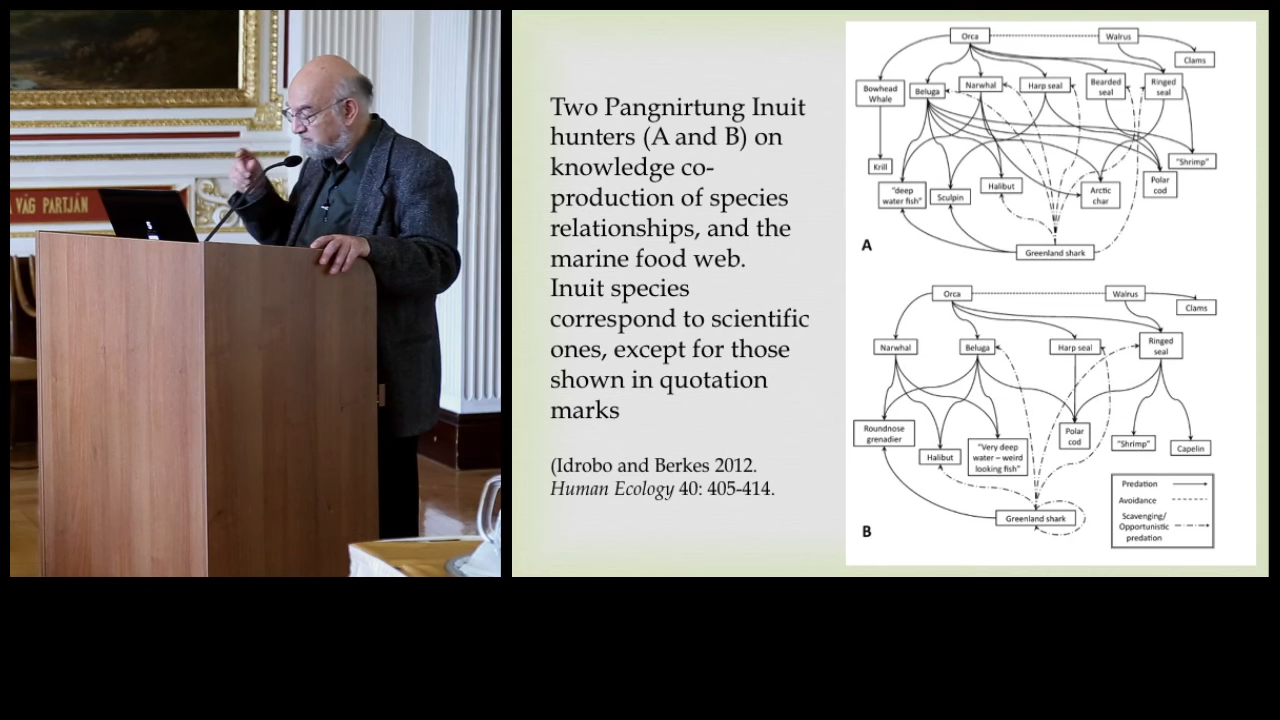 A VÁG PARTJÁN
Two Pangnirtung Inuit
hunters (A and B) on
knowledge co-
production of species
relationships, and the
marine food web.
Inuit species
correspond to scientific
ones, except for those
shown in quotation
marks
(Idrobo and Berkes 2012.
Human Ecology 40: 405-414.
Orca
Walrus
Clams
Bowhead
Whale
Beluga
Narwhal
Harp seal
Bearded
seal
Ringed
seal
Krill
"deep
water fish"
Sculpin
Halibut
Arctic
char
Polar
cod
"Shrimp"
Greenland shark
A
Orca
Walrus
Clams
Narwhal
Beluga
Harp seal
Ringed
seal
Roundnose
grenadier
Halibut
"Very deep
water – weird
looking fish"
Polar
cod
"Shrimp"
Capelin
Greenland shark
B
Predation
Avoidance
Scavenging/
Opportunistic
predation